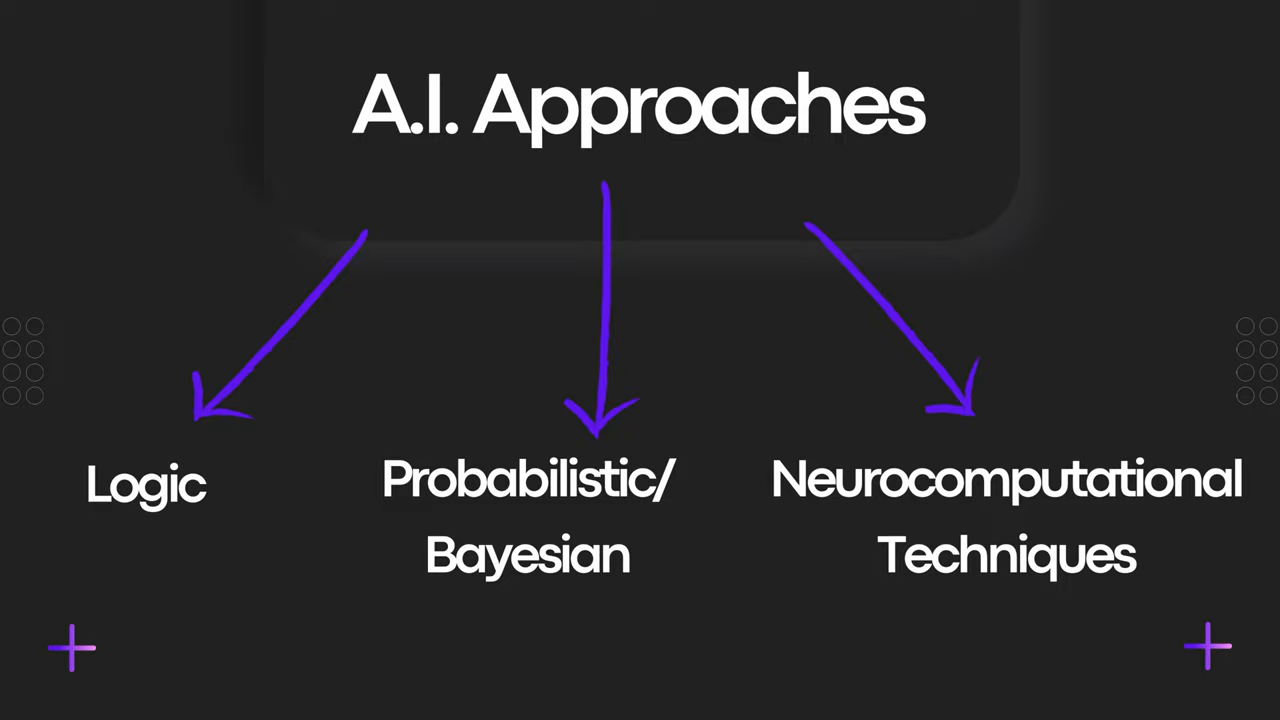 A.I. Approaches
Logic
Probabilistic/
Bayesian
Neurocomputational
Techniques